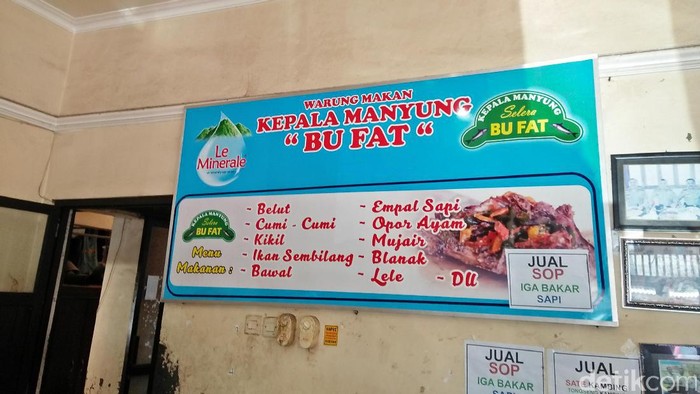 WARUNG MAKAN
KEPALA MANYUNG
" BU FAT "
Le
Minerale
KEPALA MANYUNG
Selera
BU FAT
KEPALA MANYUNG
Selera
BU FAT
Menu
Makanan :
- Belut
- Cumi - Cumi
- Kikil
- Ikan Sembilang
- Bawal
- Empal Sapi
- Opor Ayam
- Mujair
- Blanak
- Lele
- Dll
JUAL
SOP
IGA BAKAR
SAPI
JUAL
SOP
IGA BAKAR
SAPI
JUAL
detikcom